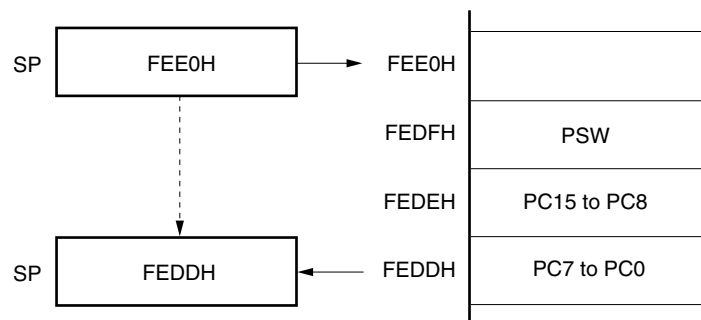 SP FEE0H FEE0H
FEDFH PSW
FEDEH PC15 to PC8
SP FEDDH FEDDH PC7 to PC0